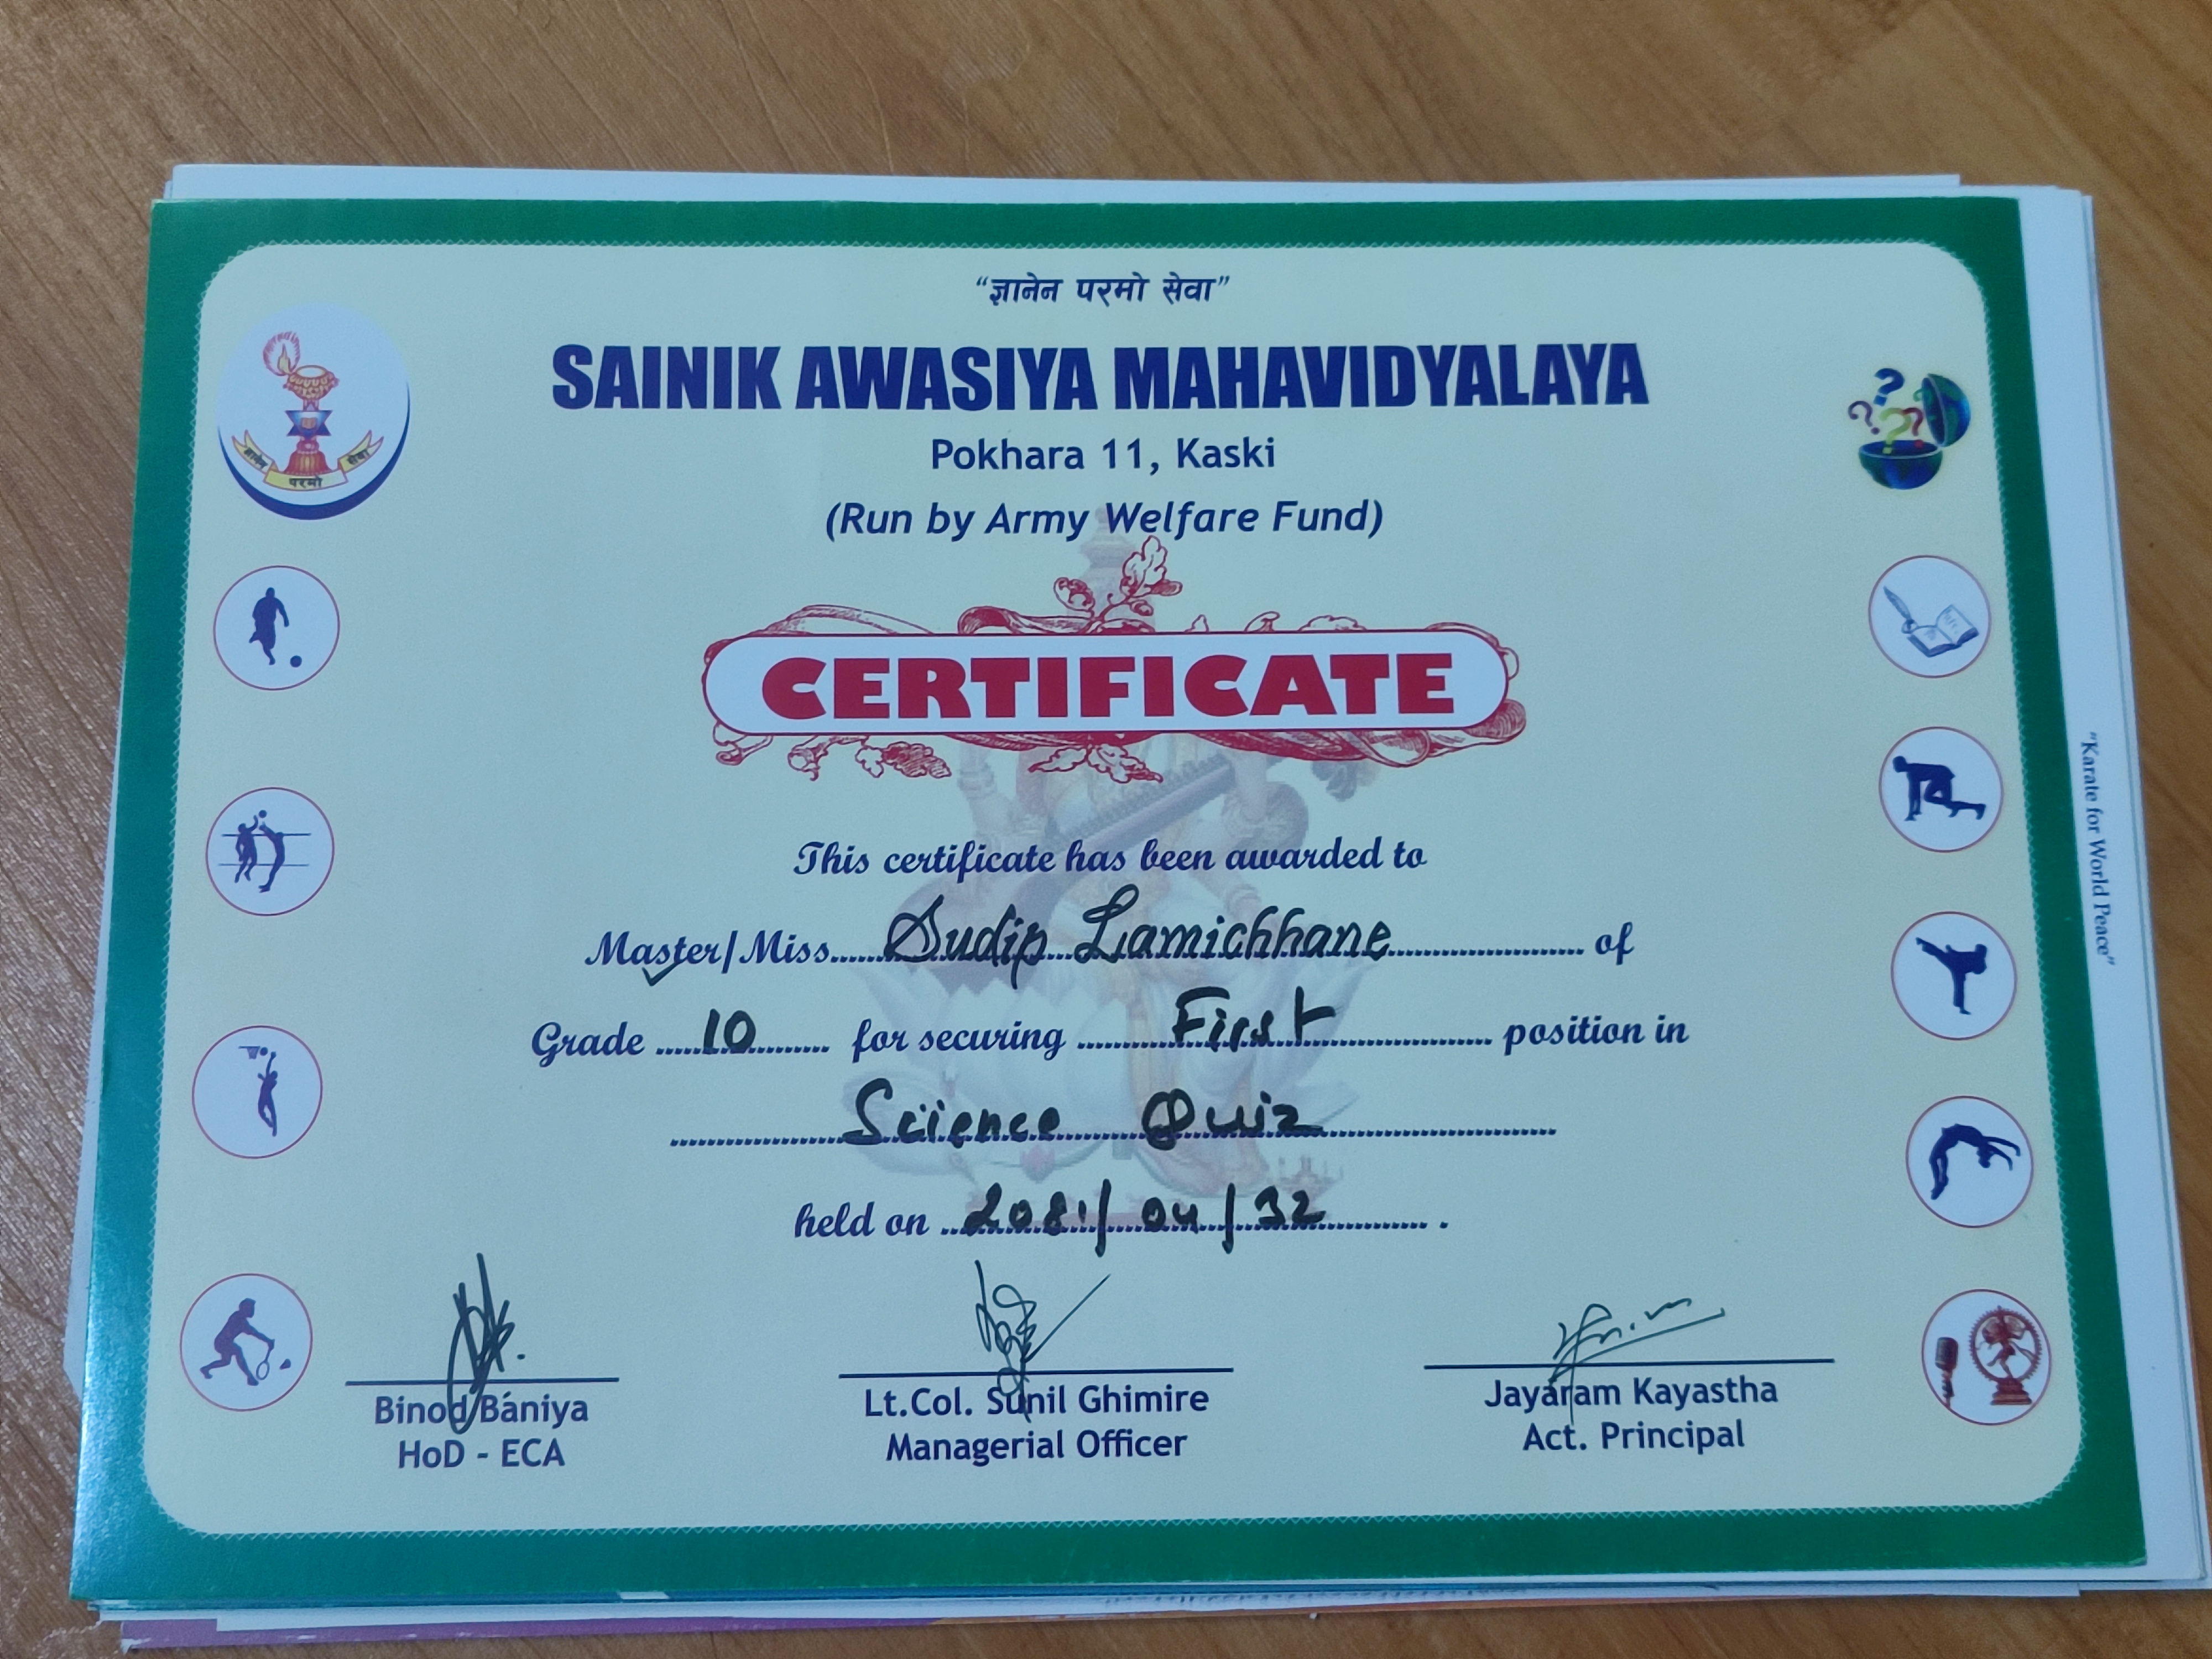 “ज्ञानेन परमो सेवा”
SAINIK AWASIYA MAHAVIDYALAYA
Pokhara 11, Kaski
(Run by Army Welfare Fund)
ज्ञानेन परमो सेवा
CERTIFICATE
This certificate has been awarded to
Master/Miss Sudip Lamichhane of
Grade 10 for securing First position in
Science Quiz
held on 2081/04/32 .
Binod Baniya
HoD - ECA
Lt.Col. Sunil Ghimire
Managerial Officer
Jayaram Kayastha
Act. Principal
"Karate for World Peace"